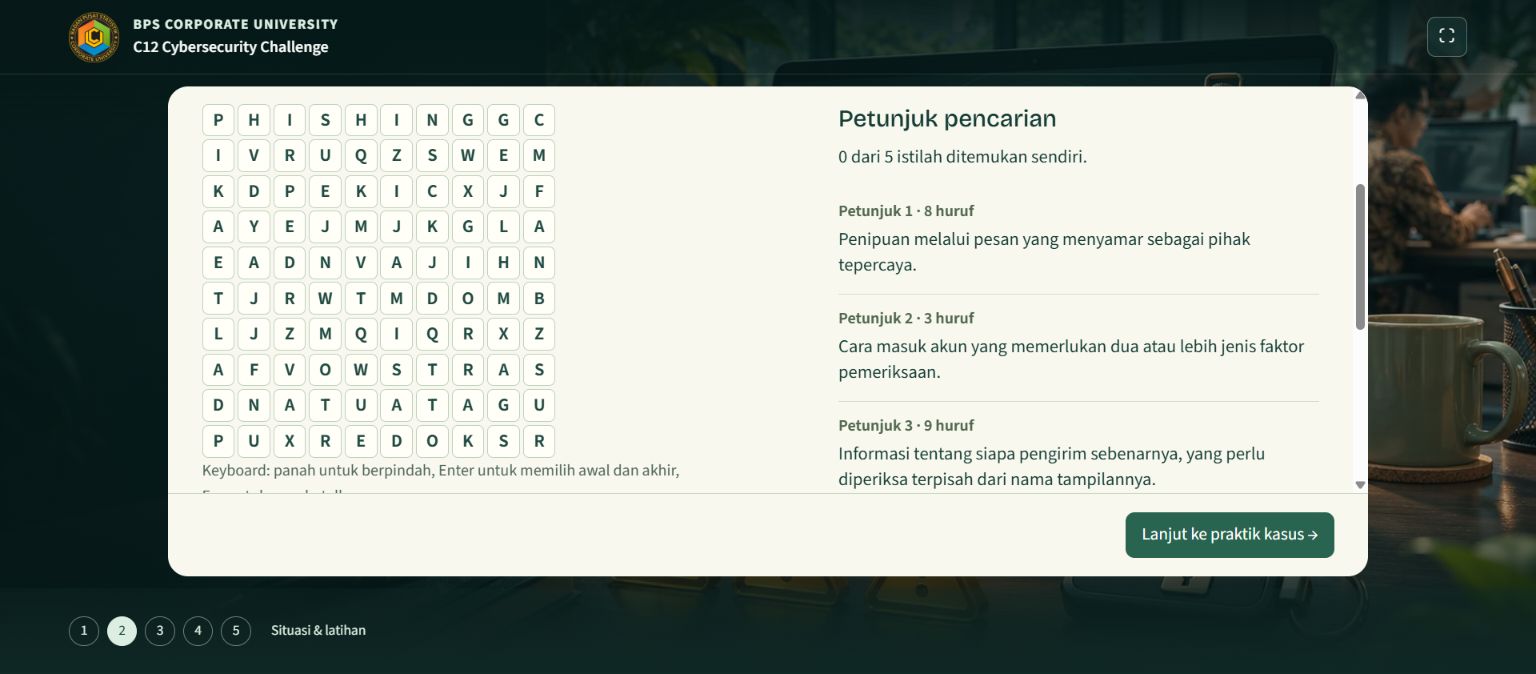 BPS CORPORATE UNIVERSITY
C12 Cybersecurity Challenge
P H I S H I N G G C
I V R U Q Z S W E M
K D P E K I C X J F
A Y E J M J K G L A
E A D N V A J I H N
T J R W T M D O M B
L J Z M Q I Q R X Z
A F V O W S T R A S
D N A T U A T A G U
P U X R E D O K S R
Keyboard: panah untuk berpindah, Enter untuk memilih awal dan akhir,
Petunjuk pencarian
0 dari 5 istilah ditemukan sendiri.
Petunjuk 1 · 8 huruf
Penipuan melalui pesan yang menyamar sebagai pihak
tepercaya.
Petunjuk 2 · 3 huruf
Cara masuk akun yang memerlukan dua atau lebih jenis faktor
pemeriksaan.
Petunjuk 3 · 9 huruf
Informasi tentang siapa pengirim sebenarnya, yang perlu
diperiksa terpisah dari nama tampilannya.
Lanjut ke praktik kasus →
1 2 3 4 5 Situasi & latihan